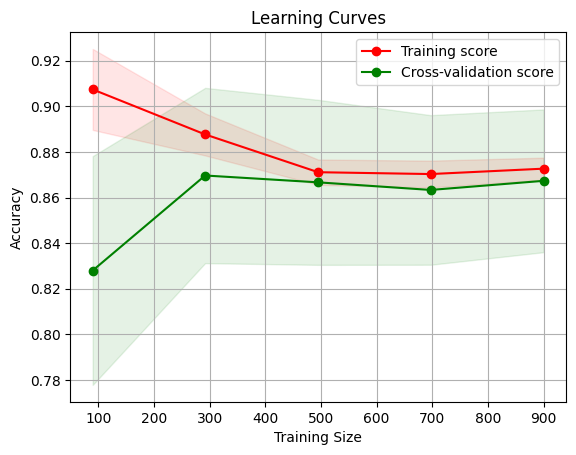 Learning Curves
Training score
Cross-validation score
0.92
0.90
0.88
0.86
0.84
0.82
0.80
0.78
Accuracy
100 200 300 400 500 600 700 800 900
Training Size